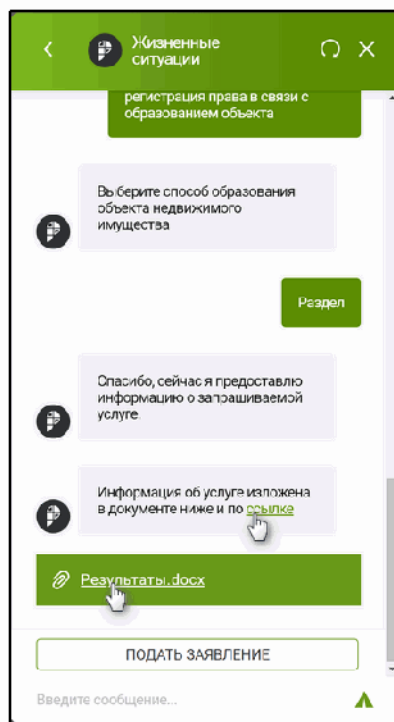 Жизненные
ситуации
регистрация права в связи с
образованием объекта
Выберите способ образования
объекта недвижимого
имущества
Раздел
Спасибо, сейчас я предоставлю
информацию о запрашиваемой
услуге
Информация об услуге изложена
в документе ниже и по ссылке
Результаты.docx
ПОДАТЬ ЗАЯВЛЕНИЕ
Введите сообщение...